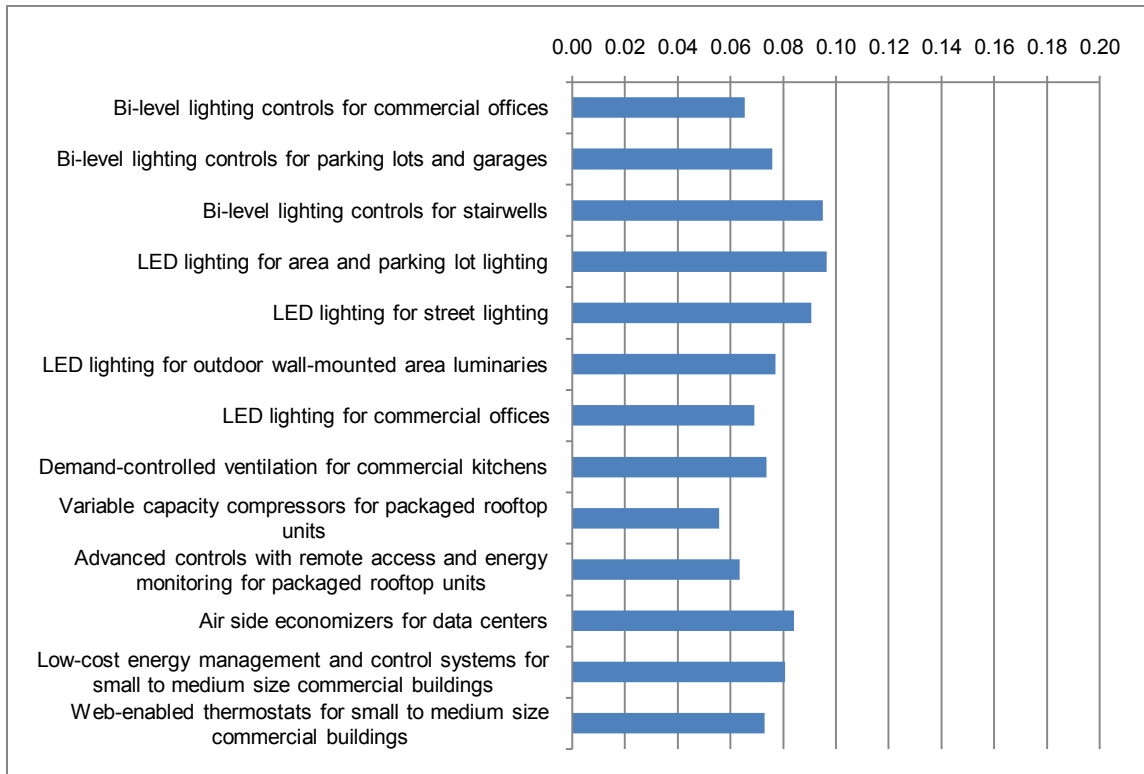 0.00 0.02 0.04 0.06 0.08 0.10 0.12 0.14 0.16 0.18 0.20
Bi-level lighting controls for commercial offices
Bi-level lighting controls for parking lots and garages
Bi-level lighting controls for stairwells
LED lighting for area and parking lot lighting
LED lighting for street lighting
LED lighting for outdoor wall-mounted area luminaries
LED lighting for commercial offices
Demand-controlled ventilation for commercial kitchens
Variable capacity compressors for packaged rooftop
units
Advanced controls with remote access and energy
monitoring for packaged rooftop units
Air side economizers for data centers
Low-cost energy management and control systems for
small to medium size commercial buildings
Web-enabled thermostats for small to medium size
commercial buildings